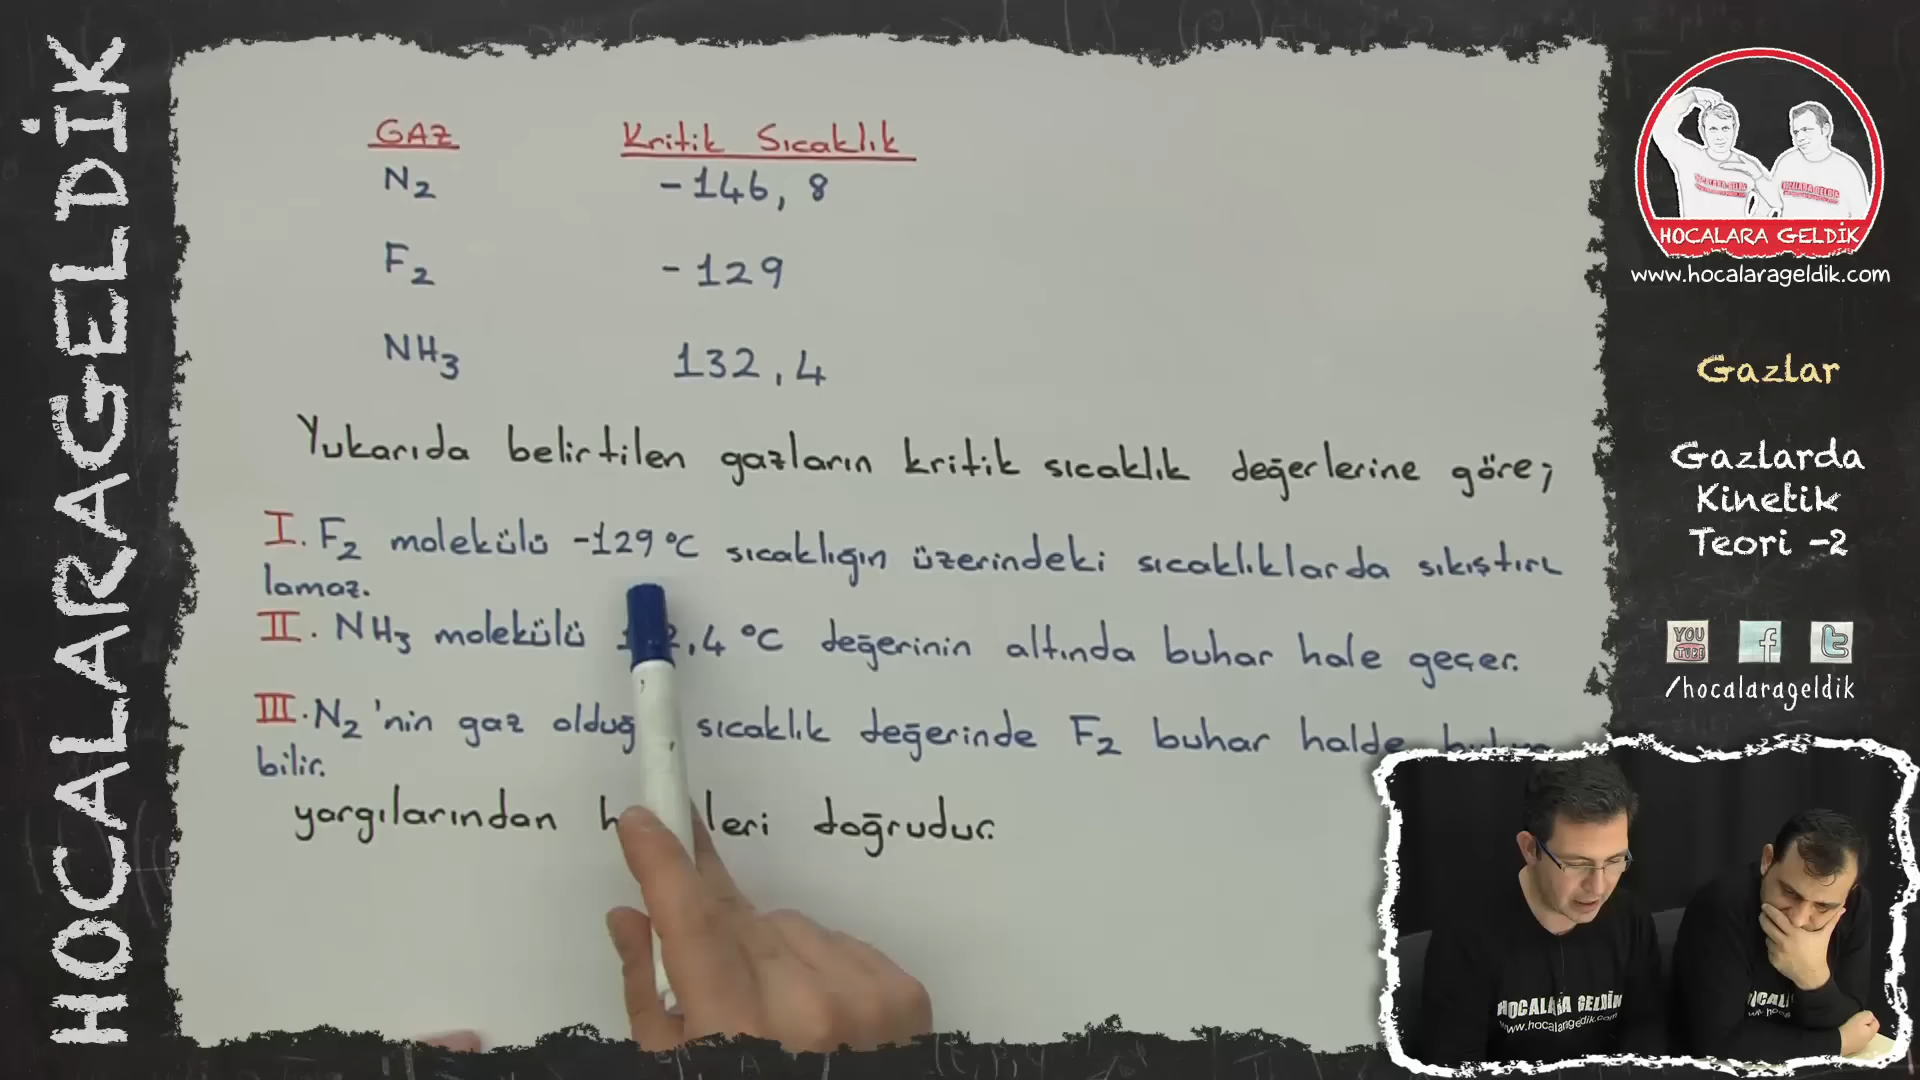 HOCALARAGELDİK
GAZ Kritik Sıcaklık
N2 -146,8
F2 -129
NH3 132,4
Yukarıda belirtilen gazların kritik sıcaklık değerlerine göre;
I. F2 molekülü -129 °C sıcaklığın üzerindeki sıcaklıklarda sıkıştırı
lamaz.
II. NH3 molekülü ,4 °C değerinin altında buhar hale geçer.
III. N2'nin gaz sıcaklık değerinde F2 buhar halde
bilir.
yargılarından doğrudur.
HOCALARA GELDİK
www.hocalarageldik.com
Gazlar
Gazlarda
Kinetik
Teori -2
YOU
TUBE
f
t
/hocalarageldik
HOCALARA GELDİK
www.hocalarageldik.com